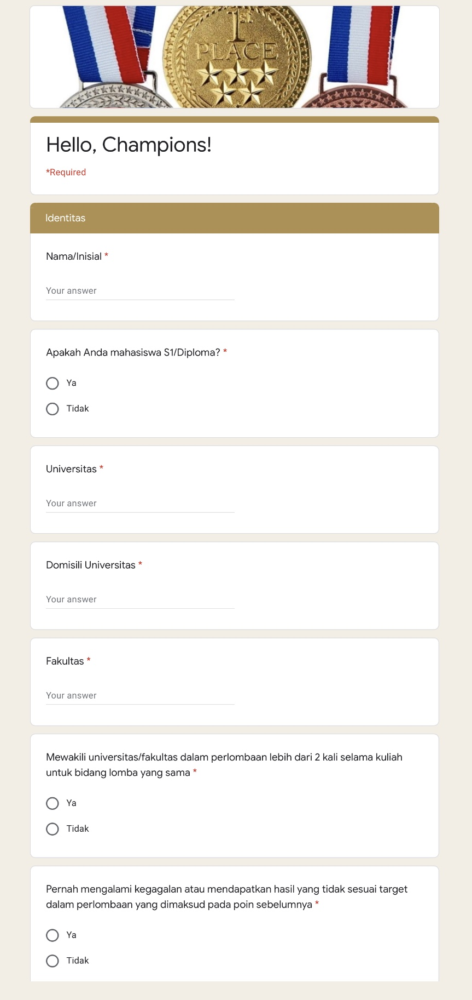 1st
PLACE
Hello, Champions!
*Required
Identitas
Nama/Inisial *
Your answer
Apakah Anda mahasiswa S1/Diploma? *
Ya
Tidak
Universitas *
Your answer
Domisili Universitas *
Your answer
Fakultas *
Your answer
Mewakili universitas/fakultas dalam perlombaan lebih dari 2 kali selama kuliah
untuk bidang lomba yang sama *
Ya
Tidak
Pernah mengalami kegagalan atau mendapatkan hasil yang tidak sesuai target
dalam perlombaan yang dimaksud pada poin sebelumnya *
Ya
Tidak